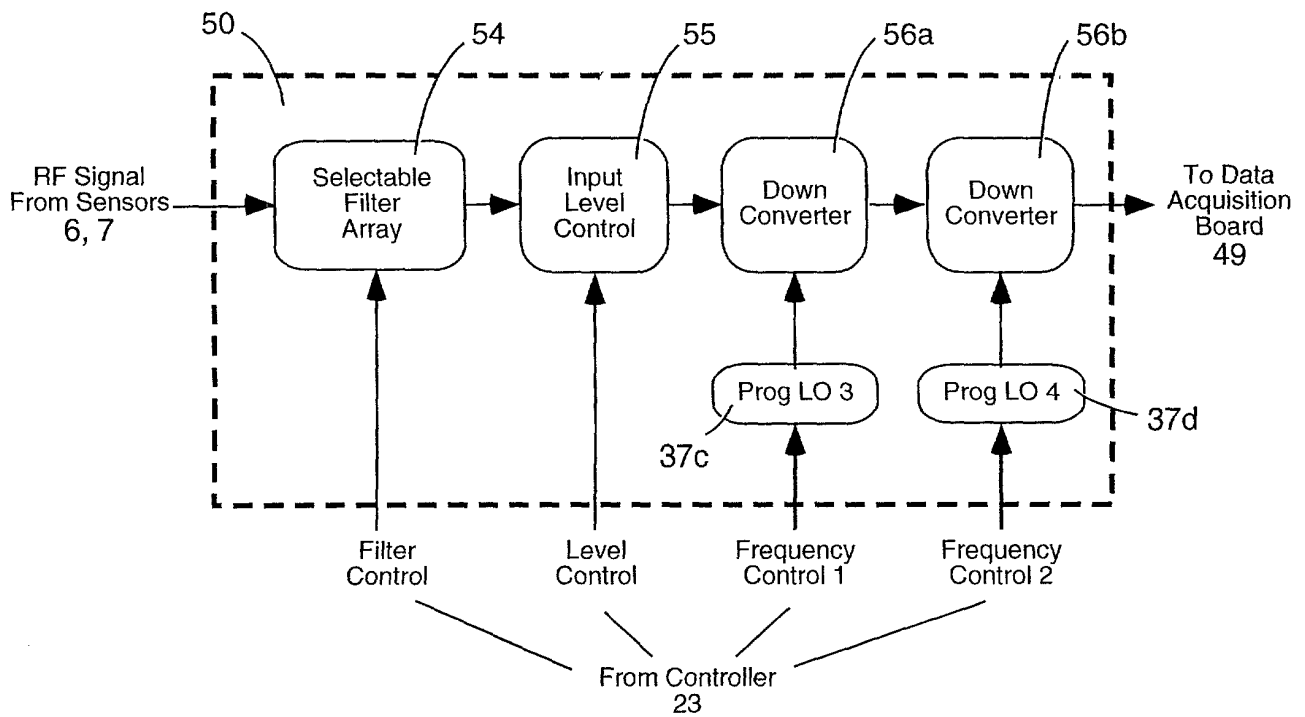 50
54
55
56a
56b
RF Signal
From Sensors
6, 7
Selectable
Filter
Array
Input
Level
Control
Down
Converter
Down
Converter
To Data
Acquisition
Board
49
Prog LO 3
Prog LO 4
37c
37d
Filter
Control
Level
Control
Frequency
Control 1
Frequency
Control 2
From Controller
23